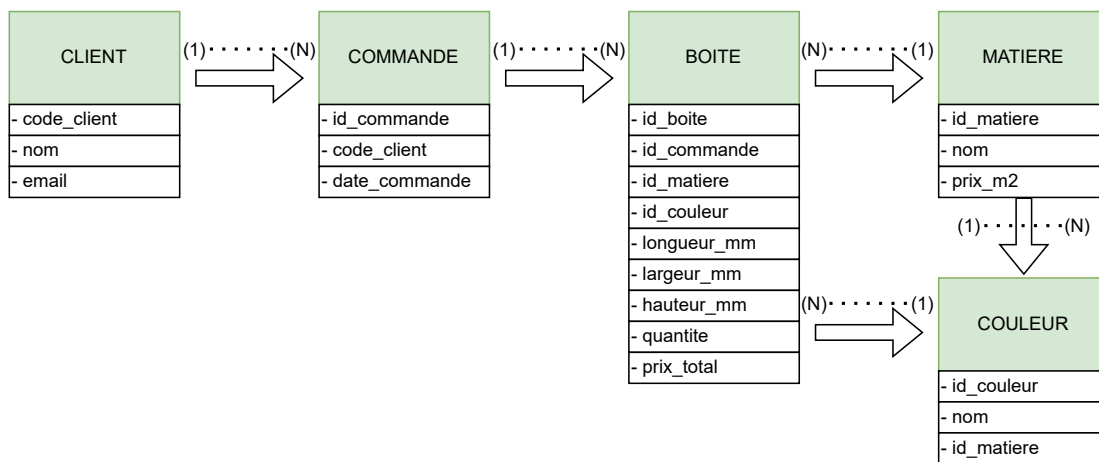 CLIENT
- code_client
- nom
- email
(1)·······(N)
COMMANDE
- id_commande
- code_client
- date_commande
(1)·······(N)
BOITE
- id_boite
- id_commande
- id_matiere
- id_couleur
- longueur_mm
- largeur_mm
- hauteur_mm
- quantite
- prix_total
(N)·······(1)
MATIERE
- id_matiere
- nom
- prix_m2
(1)·······(N)
(N)·······(1)
COULEUR
- id_couleur
- nom
- id_matiere